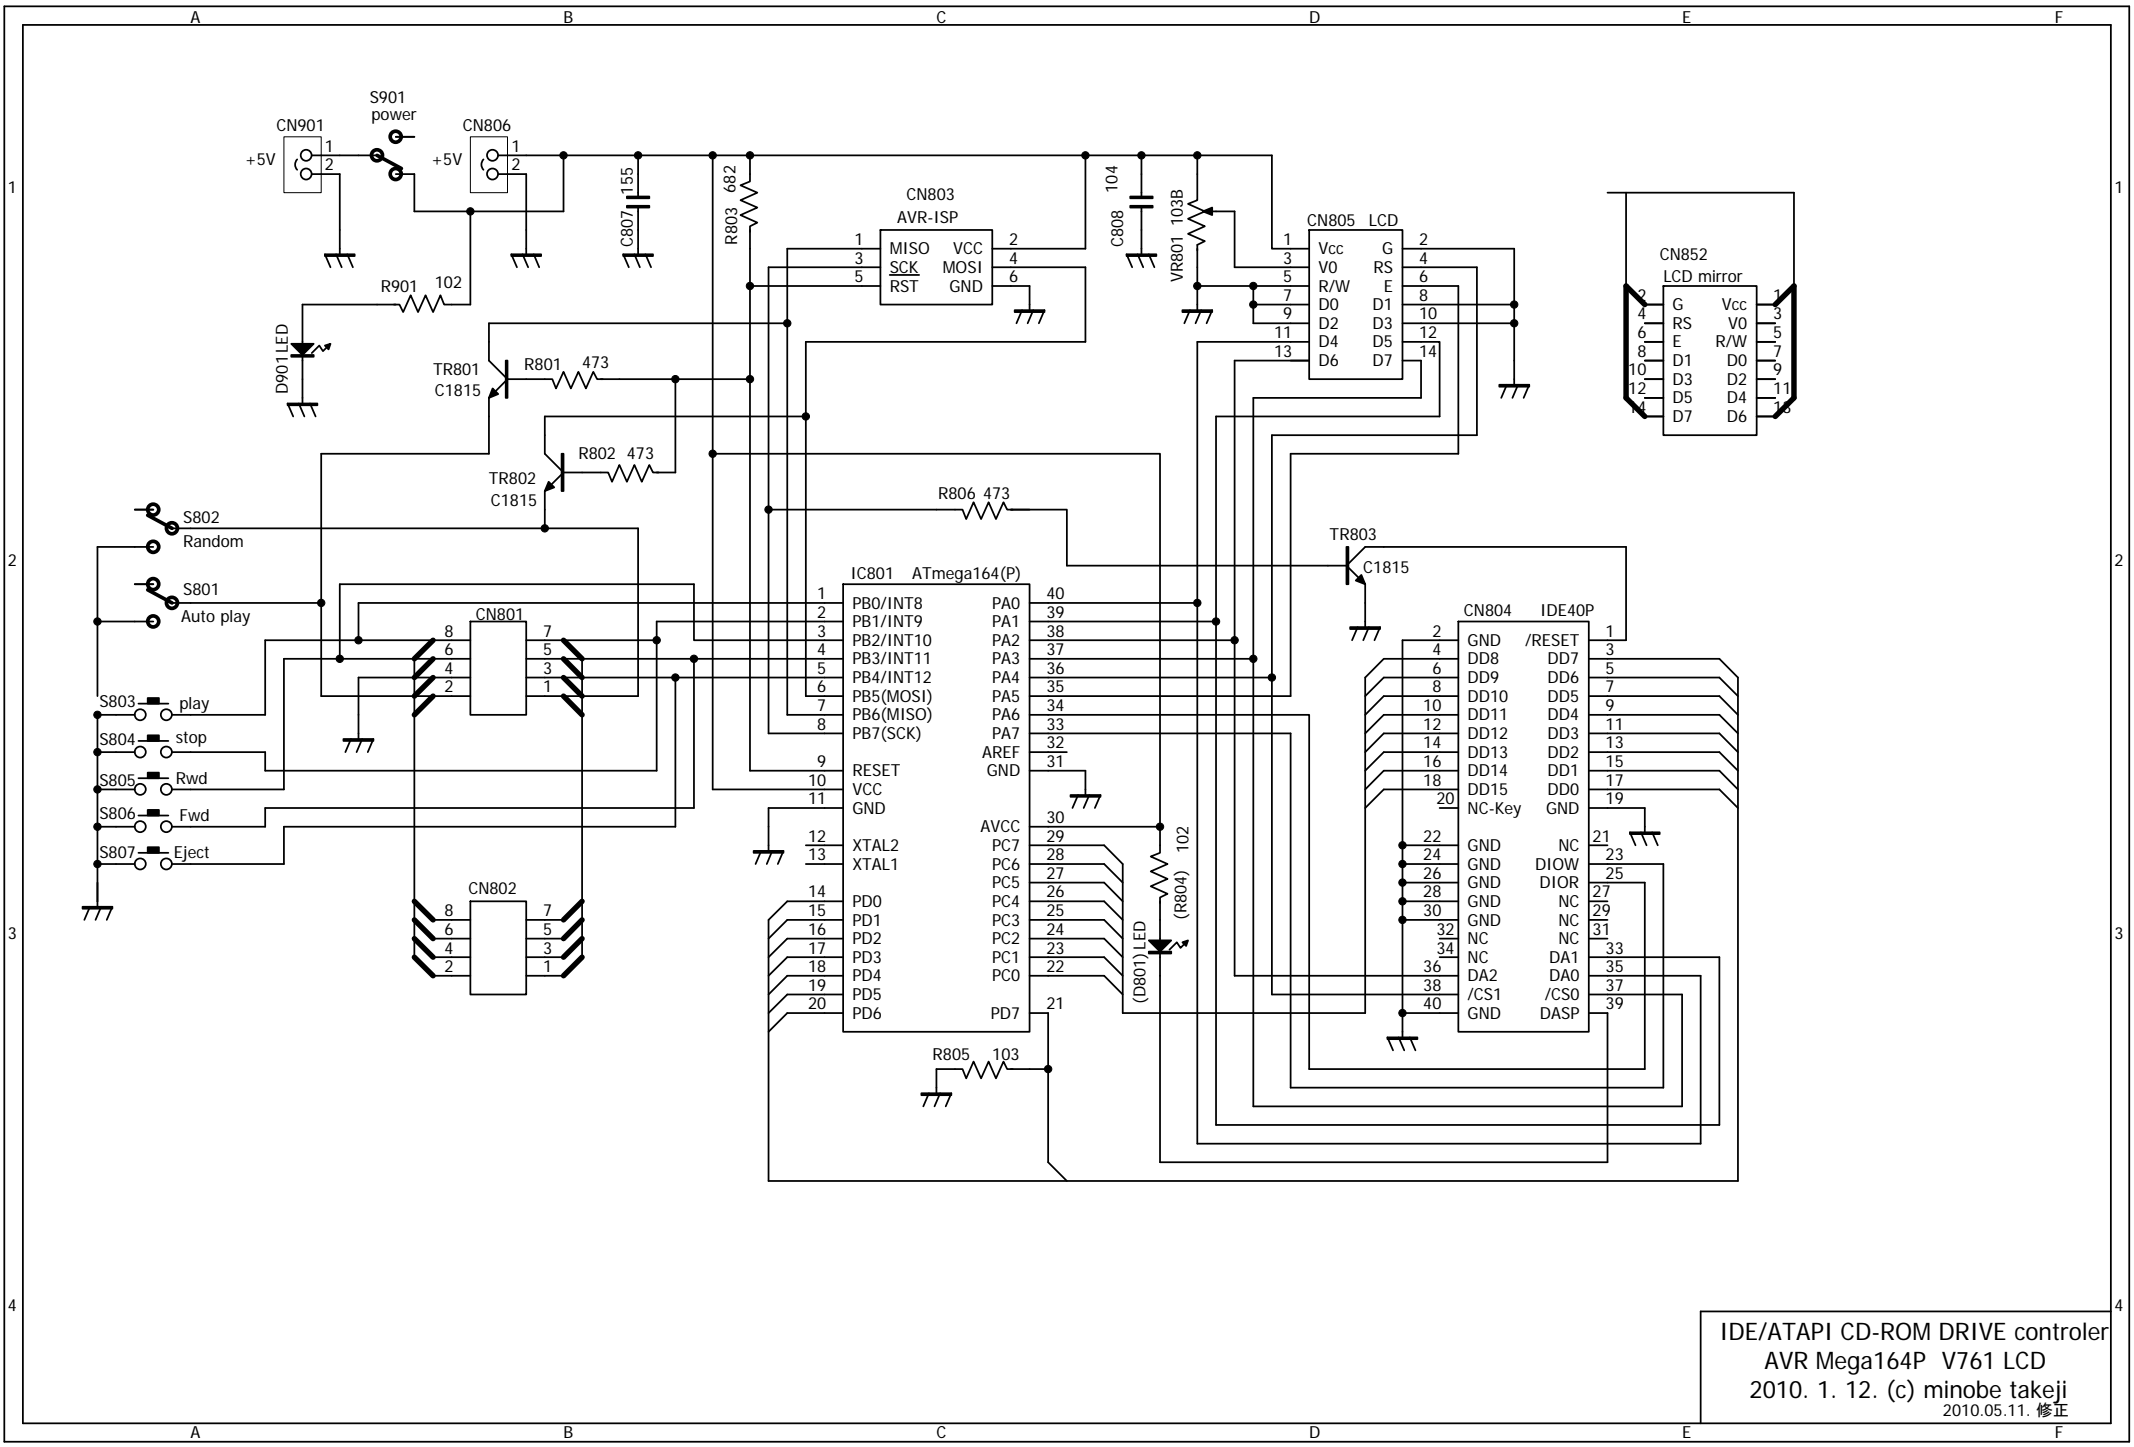 A B C D E F
1
2
3
4
S901
power
CN901
+5V
1
2
CN806
+5V
1
2
R901 102
D901 LED
C807 155
R803 682
CN803
AVR-ISP
1 MISO VCC 2
3 SCK MOSI 4
5 RST GND 6
C808 104
VR801 103B
CN805 LCD
1 Vcc G 2
3 V0 RS 4
5 R/W E 6
7 D0 D1 8
9 D2 D3 10
11 D4 D5 12
13 D6 D7 14
CN852
LCD mirror
2 G Vcc 1
4 RS V0 3
6 E R/W 5
8 D1 D0 7
10 D3 D2 9
12 D5 D4 11
14 D7 D6 13
TR801
C1815
R801 473
TR802
C1815
R802 473
R806 473
TR803
C1815
S802
Random
S801
Auto play
CN801
8 7
6 5
4 3
2 1
S803 play
S804 stop
S805 Rwd
S806 Fwd
S807 Eject
CN802
8 7
6 5
4 3
2 1
IC801 ATmega164(P)
1 PB0/INT8 PA0 40
2 PB1/INT9 PA1 39
3 PB2/INT10 PA2 38
4 PB3/INT11 PA3 37
5 PB4/INT12 PA4 36
6 PB5(MOSI) PA5 35
7 PB6(MISO) PA6 34
8 PB7(SCK) PA7 33
AREF 32
9 RESET GND 31
10 VCC
11 GND
AVCC 30
12 XTAL2 PC7 29
13 XTAL1 PC6 28
PC5 27
14 PD0 PC4 26
15 PD1 PC3 25
16 PD2 PC2 24
17 PD3 PC1 23
18 PD4 PC0 22
19 PD5
20 PD6 PD7 21
R805 103
(R804) 102
(D801) LED
CN804 IDE40P
2 GND /RESET 1
4 DD8 DD7 3
6 DD9 DD6 5
8 DD10 DD5 7
10 DD11 DD4 9
12 DD12 DD3 11
14 DD13 DD2 13
16 DD14 DD1 15
18 DD15 DD0 17
20 NC-Key GND 19
22 GND NC 21
24 GND DIOW 23
26 GND DIOR 25
28 GND NC 27
30 GND NC 29
32 NC NC 31
34 NC DA1 33
36 DA2 DA0 35
38 /CS1 /CS0 37
40 GND DASP 39
1
2
3
4
IDE/ATAPI CD-ROM DRIVE controler
AVR Mega164P V761 LCD
2010. 1. 12. (c) minobe takeji
2010.05.11. 修正
A B C D E F